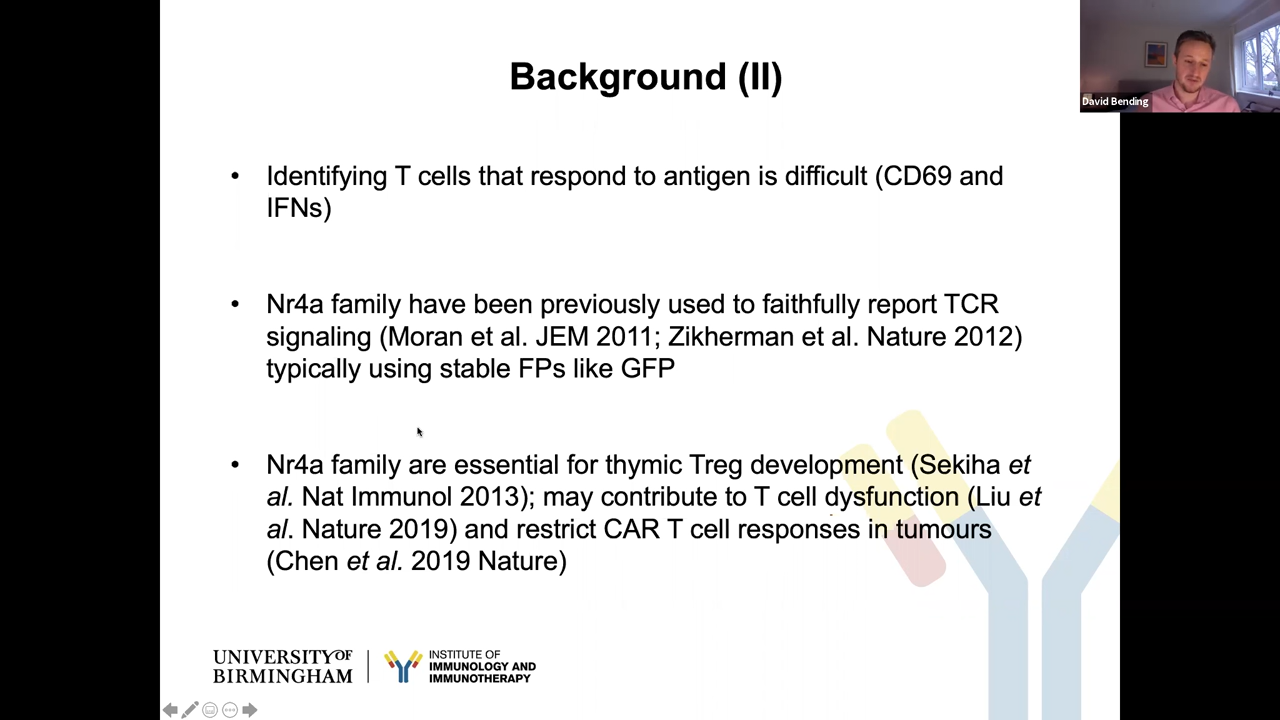 Background (II)
David Bending
• Identifying T cells that respond to antigen is difficult (CD69 and
IFNs)
• Nr4a family have been previously used to faithfully report TCR
signaling (Moran et al. JEM 2011; Zikherman et al. Nature 2012)
typically using stable FPs like GFP
• Nr4a family are essential for thymic Treg development (Sekiha et
al. Nat Immunol 2013); may contribute to T cell dysfunction (Liu et
al. Nature 2019) and restrict CAR T cell responses in tumours
(Chen et al. 2019 Nature)
UNIVERSITY OF
BIRMINGHAM
INSTITUTE OF
IMMUNOLOGY AND
IMMUNOTHERAPY